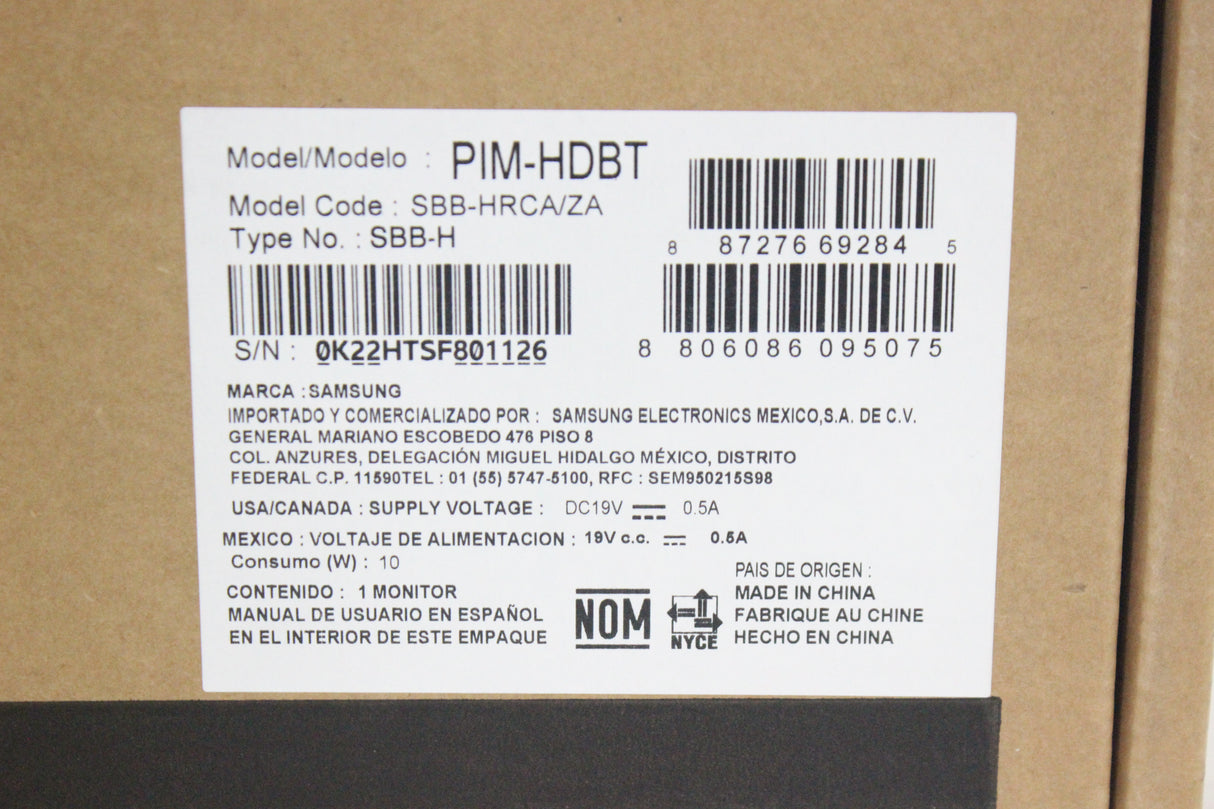 Model/Modelo : PIM-HDBT
Model Code : SBB-HRCA/ZA
Type No. : SBB-H
8 87276 69284 5
S/N : 0K22HTSF801126
8 806086 095075
MARCA : SAMSUNG
IMPORTADO Y COMERCIALIZADO POR : SAMSUNG ELECTRONICS MEXICO,S.A. DE C.V.
GENERAL MARIANO ESCOBEDO 476 PISO 8
COL. ANZURES, DELEGACIÓN MIGUEL HIDALGO MÉXICO, DISTRITO
FEDERAL C.P. 11590TEL : 01 (55) 5747-5100, RFC : SEM950215S98
USA/CANADA : SUPPLY VOLTAGE : DC19V 0.5A
MEXICO : VOLTAJE DE ALIMENTACION : 19V c.c. 0.5A
Consumo (W) : 10
CONTENIDO : 1 MONITOR
MANUAL DE USUARIO EN ESPAÑOL
EN EL INTERIOR DE ESTE EMPAQUE
NOM
NYCE
PAIS DE ORIGEN :
MADE IN CHINA
FABRIQUE AU CHINE
HECHO EN CHINA